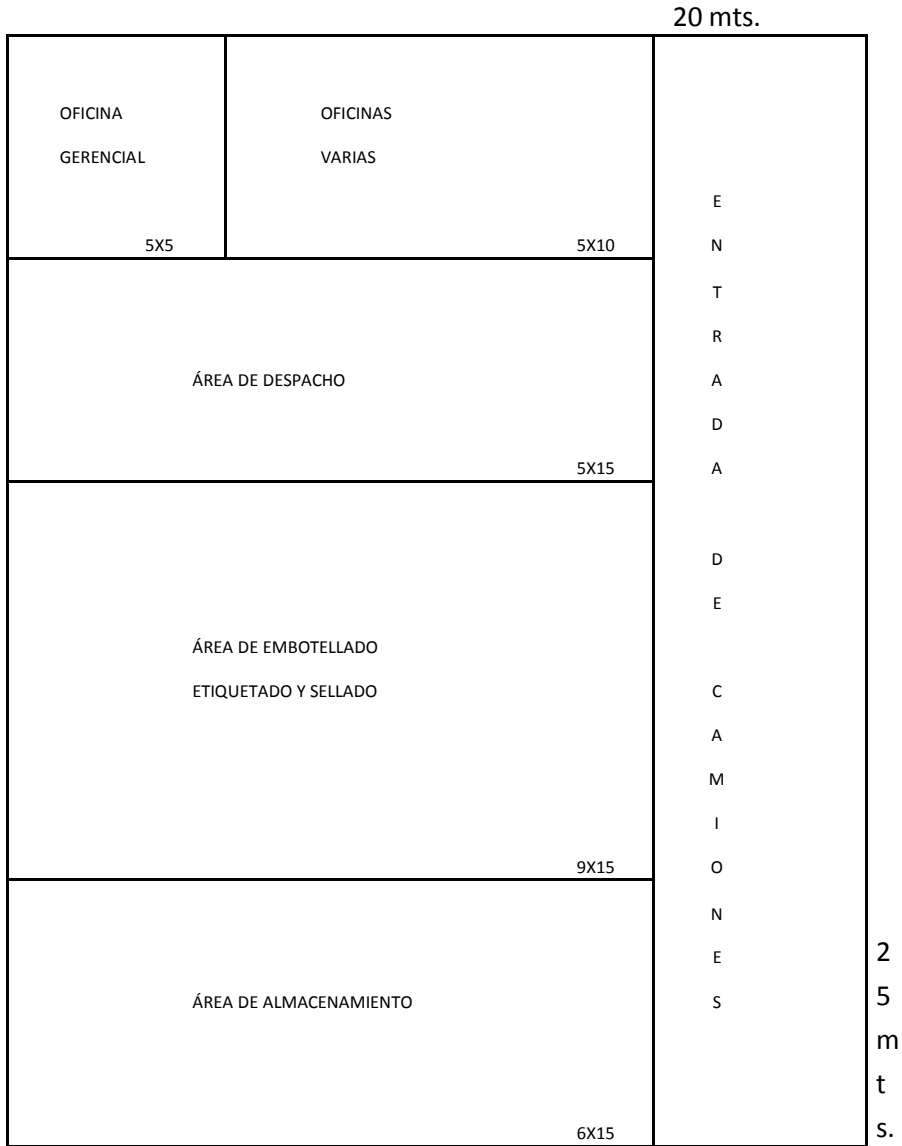 20 mts.
OFICINA
GERENCIAL
5X5
OFICINAS
VARIAS
5X10
ÁREA DE DESPACHO
5X15
ÁREA DE EMBOTELLADO
ETIQUETADO Y SELLADO
9X15
ÁREA DE ALMACENAMIENTO
6X15
E
N
T
R
A
D
A
D
E
C
A
M
I
O
N
E
S
2
5
m
t
s.